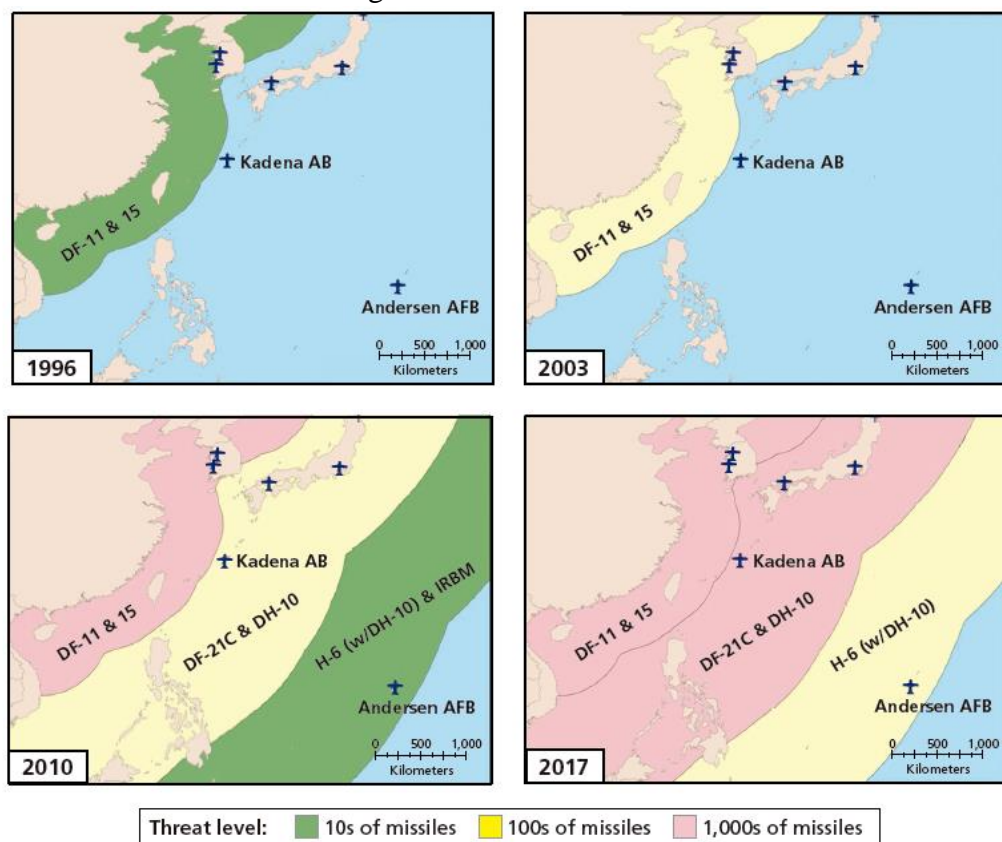 DF-11 & 15
Kadena AB
Andersen AFB
0 500 1,000
Kilometers
1996
DF-11 & 15
Kadena AB
Andersen AFB
0 500 1,000
Kilometers
2003
DF-11 & 15
Kadena AB
DF-21C & DH-10
H-6 (w/DH-10) & IRBM
Andersen AFB
0 500 1,000
Kilometers
2010
DF-11 & 15
Kadena AB
DF-21C & DH-10
H-6 (w/DH-10)
Andersen AFB
0 500 1,000
Kilometers
2017
Threat level: 10s of missiles 100s of missiles 1,000s of missiles